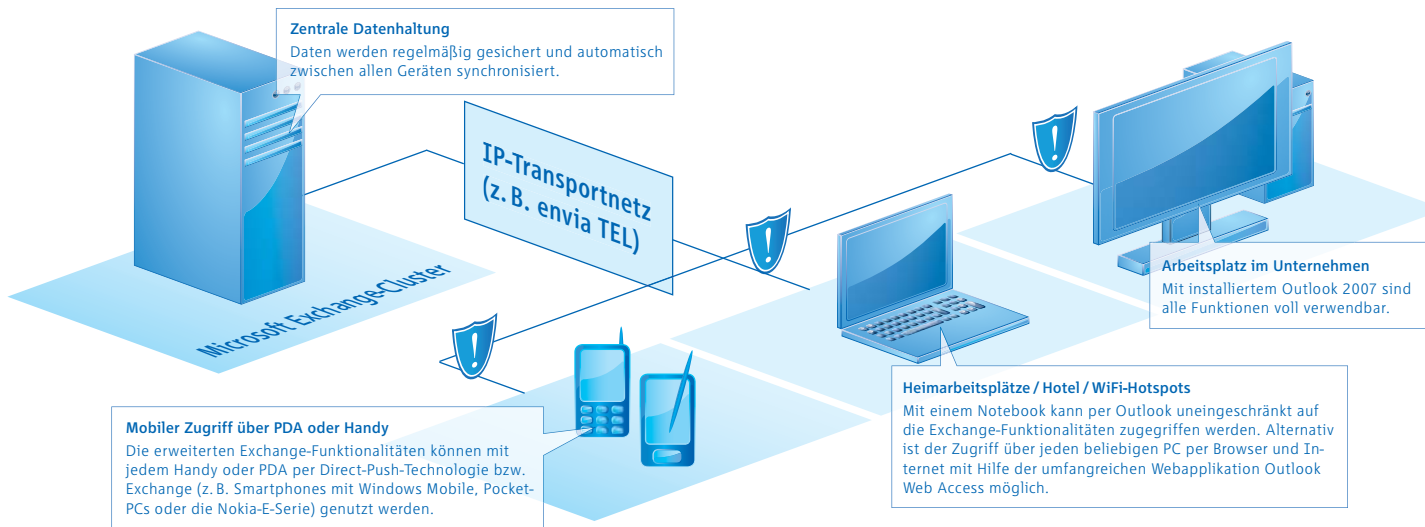 Zentrale Datenhaltung
Daten werden regelmäßig gesichert und automatisch
zwischen allen Geräten synchronisiert.
IP-Transportnetz
(z. B. envia TEL)
Microsoft Exchange-Cluster
Arbeitsplatz im Unternehmen
Mit installiertem Outlook 2007 sind
alle Funktionen voll verwendbar.
Heimarbeitsplätze / Hotel / WiFi-Hotspots
Mit einem Notebook kann per Outlook uneingeschränkt auf
die Exchange-Funktionalitäten zugegriffen werden. Alternativ
ist der Zugriff über jeden beliebigen PC per Browser und In-
ternet mit Hilfe der umfangreichen Webapplikation Outlook
Web Access möglich.
Mobiler Zugriff über PDA oder Handy
Die erweiterten Exchange-Funktionalitäten können mit
jedem Handy oder PDA per Direct-Push-Technologie bzw.
Exchange (z. B. Smartphones mit Windows Mobile, Pocket-
PCs oder die Nokia-E-Serie) genutzt werden.